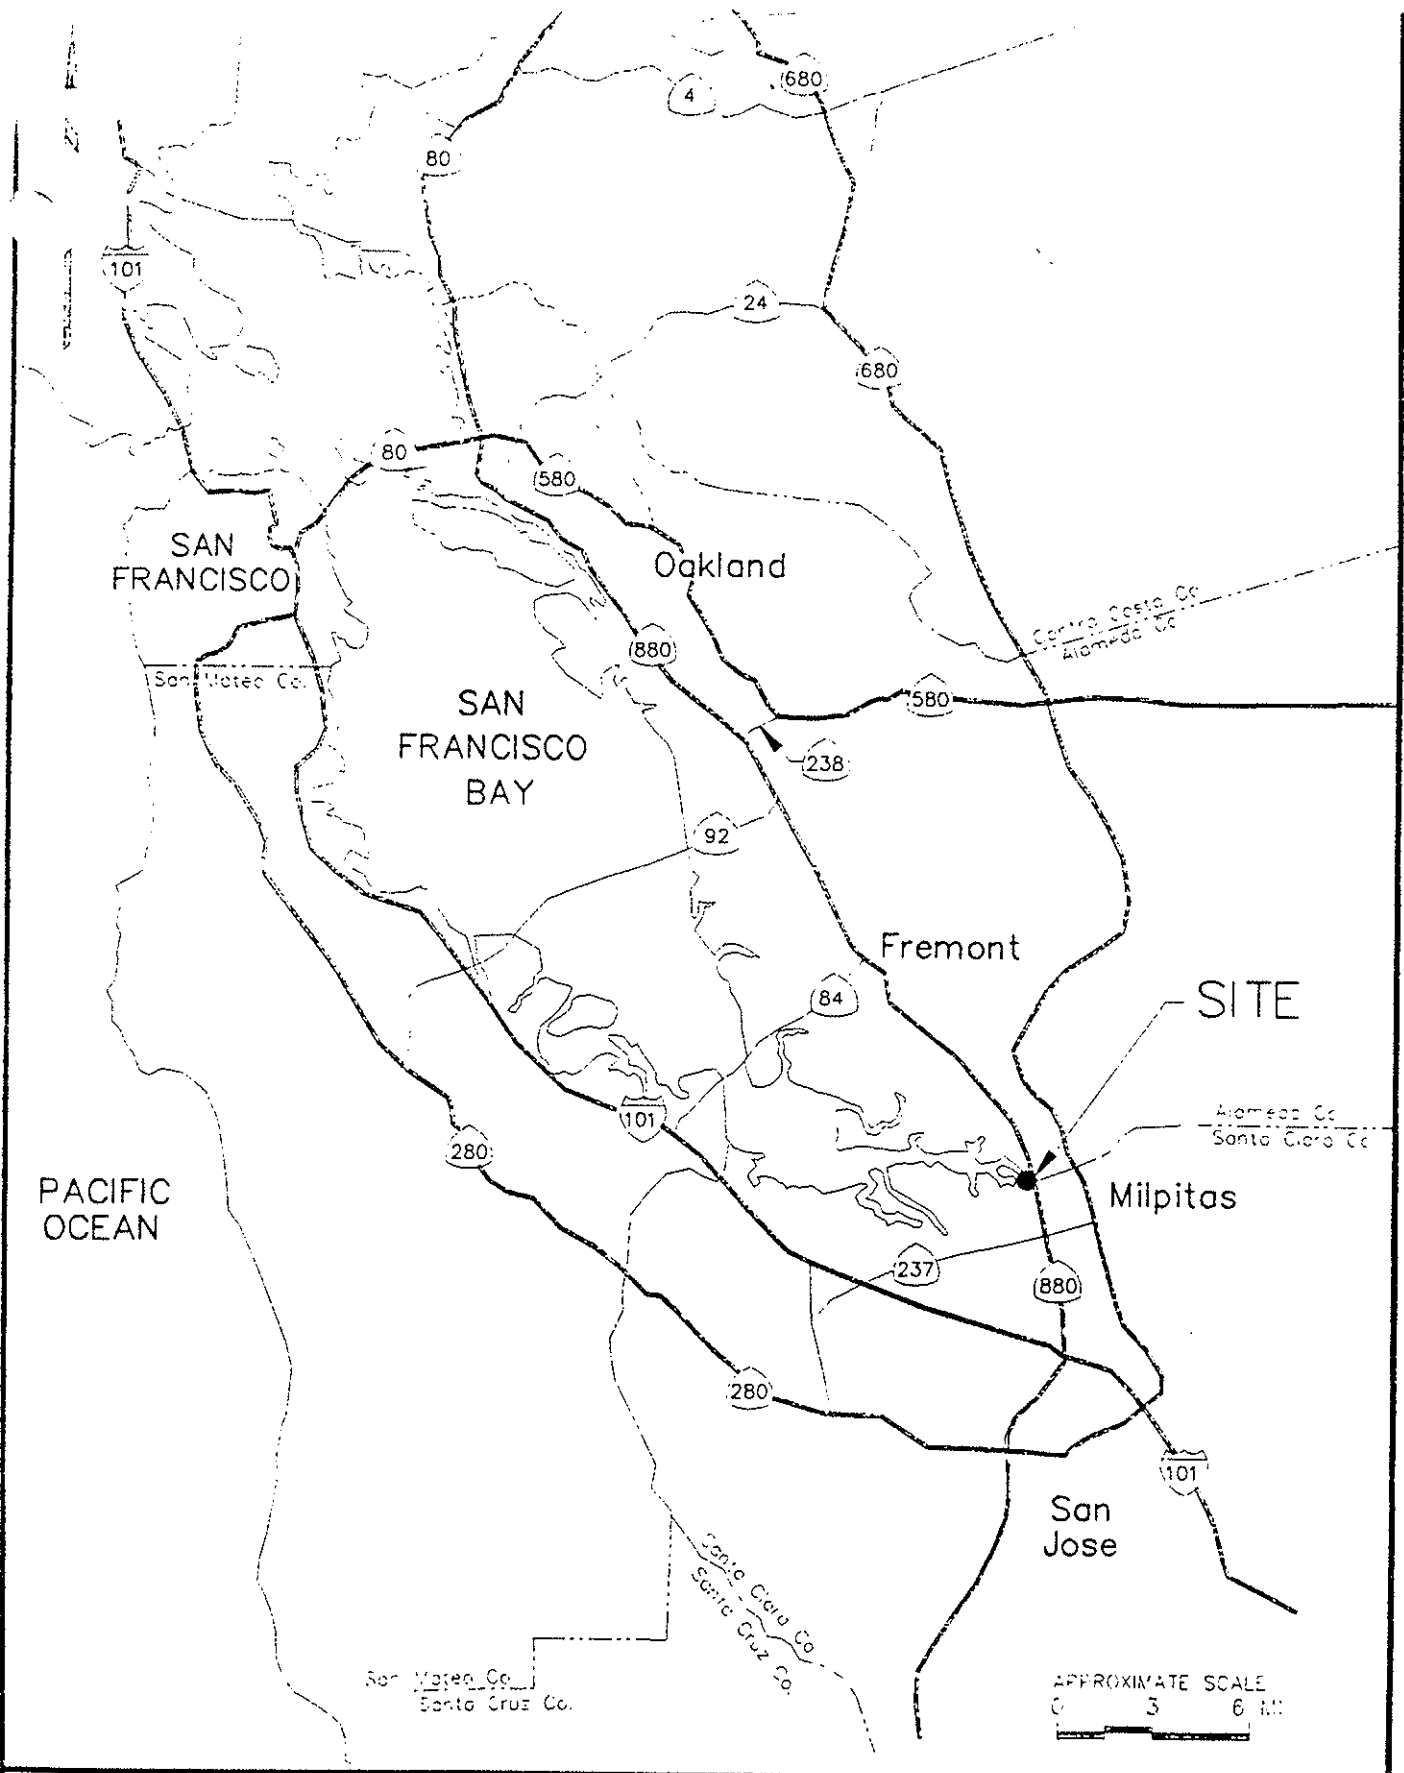 680
4
80
101
24
680
80
580
SAN
FRANCISCO
Oakland
Contra Costa Co
Alameda Co
880
San Mateo Co.
580
SAN
FRANCISCO
BAY
238
92
Fremont
84
SITE
101
Alameda Co
Santa Clara Co
280
PACIFIC
OCEAN
Milpitas
237
880
280
101
San
Jose
Santa Clara Co
Santa Cruz Co.
San Mateo Co
Santa Cruz Co.
APPROXIMATE SCALE
0 3 6 MI